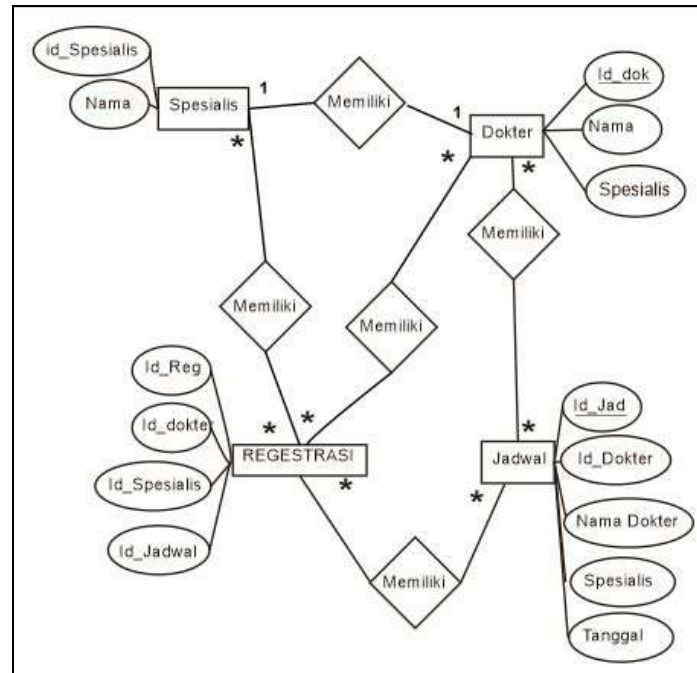 id_Spesialis
Nama
Spesialis
1
Memiliki
1
Dokter
Id_dok
Nama
Spesialis
*
*
*
Memiliki
Memiliki
Memiliki
Id_Reg
Id_dokter
Id_Spesialis
Id_Jadwal
*
*
REGESTRASI
*
*
Jadwal
*
Id_Jad
Id_Dokter
Nama Dokter
Spesialis
Tanggal
Memiliki